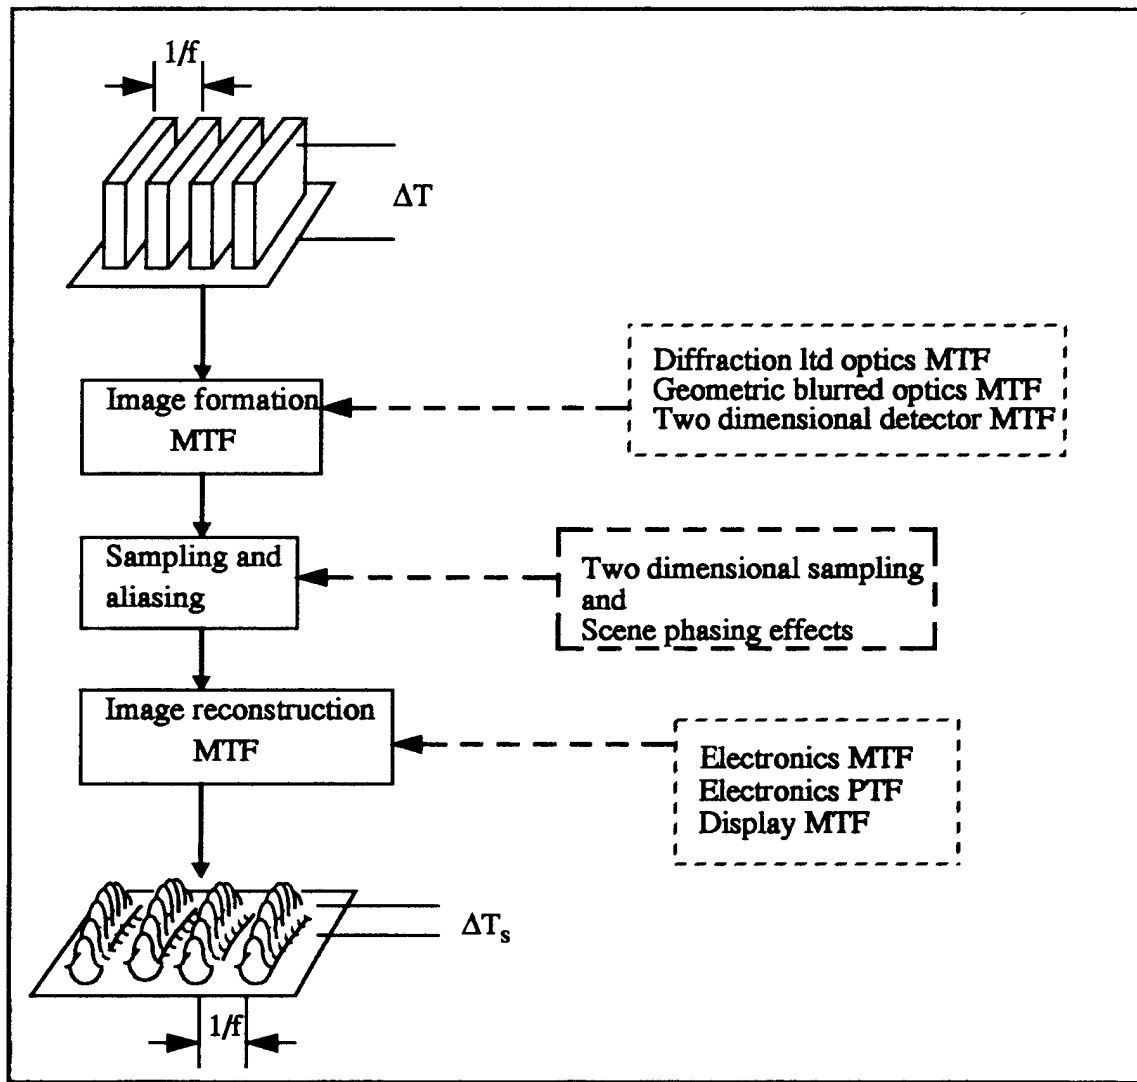 1/f
ΔT
Image formation
MTF
Diffraction ltd optics MTF
Geometric blurred optics MTF
Two dimensional detector MTF
Sampling and
aliasing
Two dimensional sampling
and
Scene phasing effects
Image reconstruction
MTF
Electronics MTF
Electronics PTF
Display MTF
ΔTs
1/f